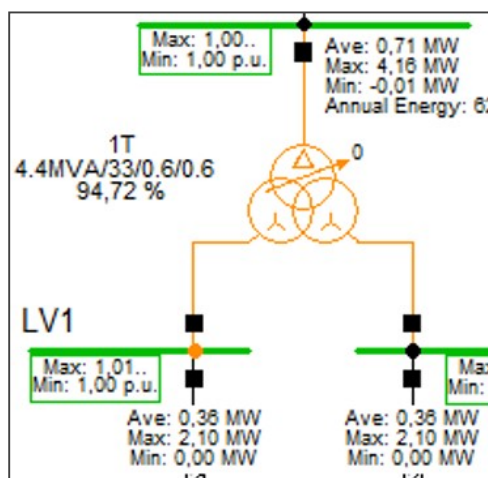 Max: 1,00..
Min: 1,00 p.u.
Ave: 0,71 MW
Max: 4,16 MW
Min: -0,01 MW
Annual Energy: 62
1T
4.4MVA/33/0.6/0.6
94,72 %
0
LV1
Max: 1,01..
Min: 1,00 p.u.
Max:
Min:
Ave: 0,36 MW
Max: 2,10 MW
Min: 0,00 MW
Ave: 0,36 MW
Max: 2,10 MW
Min: 0,00 MW